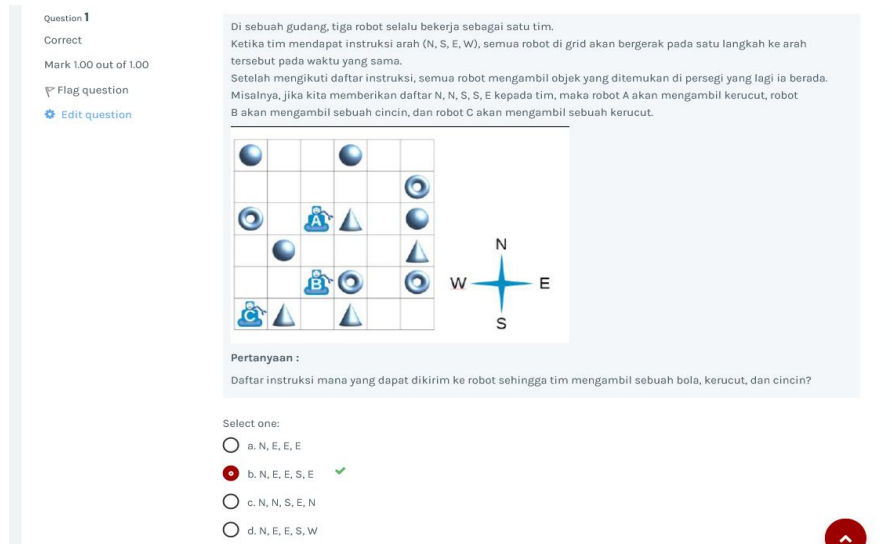 Question 1
Correct
Mark 1.00 out of 1.00
Flag question
Edit question
Di sebuah gudang, tiga robot selalu bekerja sebagai satu tim.
Ketika tim mendapat instruksi arah (N, S, E, W), semua robot di grid akan bergerak pada satu langkah ke arah
tersebut pada waktu yang sama.
Setelah mengikuti daftar instruksi, semua robot mengambil objek yang ditemukan di persegi yang lagi ia berada.
Misalnya, jika kita memberikan daftar N, N, S, S, E kepada tim, maka robot A akan mengambil kerucut, robot
B akan mengambil sebuah cincin, dan robot C akan mengambil sebuah kerucut.
A
B
C
N
W E
S
Pertanyaan :
Daftar instruksi mana yang dapat dikirim ke robot sehingga tim mengambil sebuah bola, kerucut, dan cincin?
Select one:
a. N, E, E, E
b. N, E, E, S, E
c. N, N, S, E, N
d. N, E, E, S, W